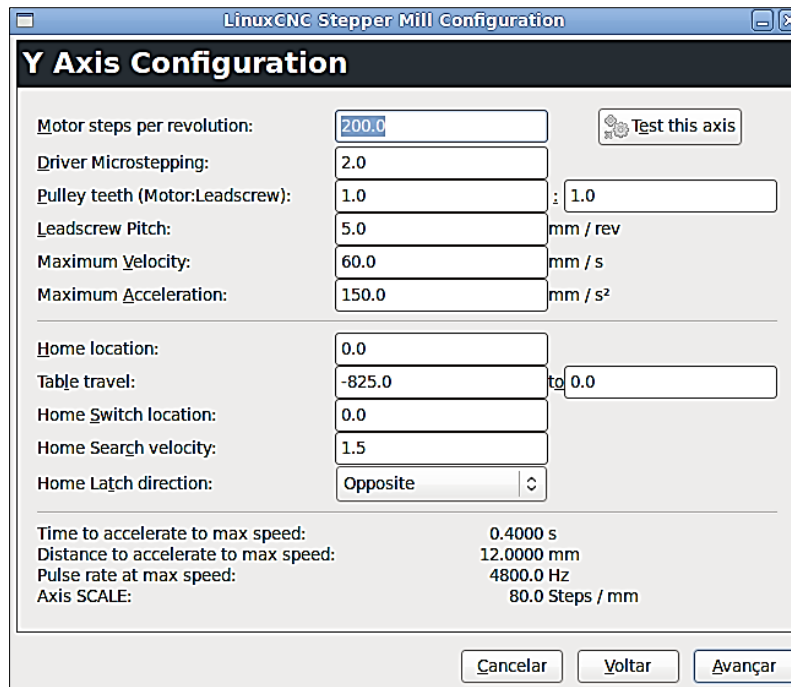 LinuxCNC Stepper Mill Configuration
Y Axis Configuration
Motor steps per revolution: 200.0 Test this axis
Driver Microstepping: 2.0
Pulley teeth (Motor:Leadscrew): 1.0 : 1.0
Leadscrew Pitch: 5.0 mm / rev
Maximum Velocity: 60.0 mm / s
Maximum Acceleration: 150.0 mm / s²
Home location: 0.0
Table travel: -825.0 to 0.0
Home Switch location: 0.0
Home Search velocity: 1.5
Home Latch direction: Opposite
Time to accelerate to max speed: 0.4000 s
Distance to accelerate to max speed: 12.0000 mm
Pulse rate at max speed: 4800.0 Hz
Axis SCALE: 80.0 Steps / mm
Cancelar Voltar Avançar